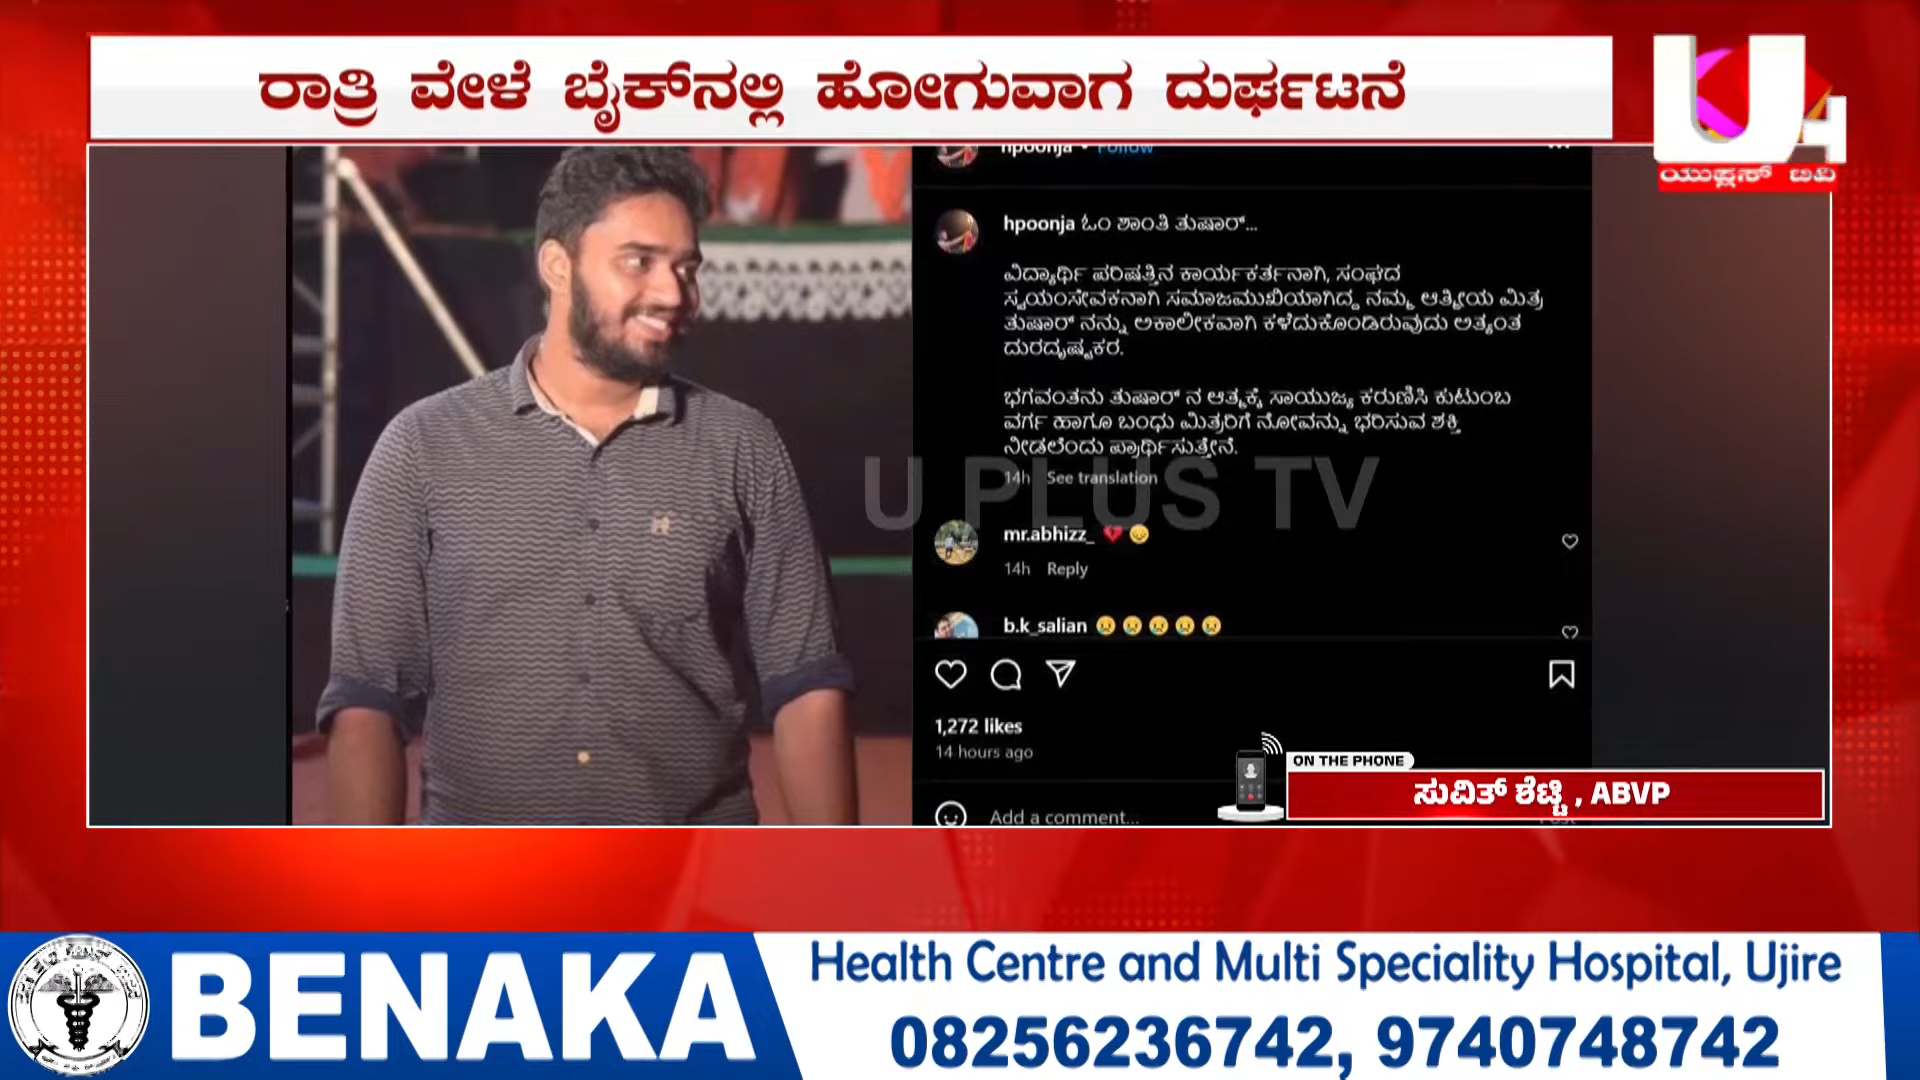 ರಾತ್ರಿ ವೇಳೆ ಬೈಕ್‌ನಲ್ಲಿ ಹೋಗುವಾಗ ದುರ್ಘಟನೆ
ಯುಪ್ಲಸ್ ಟಿವಿ
hpoonja • Follow
hpoonja ಓಂ ಶಾಂತಿ ತುಷಾರ್...
ವಿದ್ಯಾರ್ಥಿ ಪರಿಷತ್ತಿನ ಕಾರ್ಯಕರ್ತನಾಗಿ, ಸಂಘದ
ಸ್ವಯಂಸೇವಕನಾಗಿ ಸಮಾಜಮುಖಿಯಾಗಿದ್ದ ನಮ್ಮ ಆತ್ಮೀಯ ಮಿತ್ರ
ತುಷಾರ್ ನನ್ನು ಅಕಾಲೀಕವಾಗಿ ಕಳೆದುಕೊಂಡಿರುವುದು ಅತ್ಯಂತ
ದುರದೃಷ್ಟಕರ.
ಭಗವಂತನು ತುಷಾರ್ ನ ಆತ್ಮಕ್ಕೆ ಸಾಯುಜ್ಯ ಕರುಣಿಸಿ ಕುಟುಂಬ
ವರ್ಗ ಹಾಗೂ ಬಂಧು ಮಿತ್ರರಿಗೆ ನೋವನ್ನು ಭರಿಸುವ ಶಕ್ತಿ
ನೀಡಲೆಂದು ಪ್ರಾರ್ಥಿಸುತ್ತೇನೆ.
14h See translation
U PLUS TV
mr.abhizz_ 💔😔
14h Reply
b.k_salian 😢😢😢😢😢
1,272 likes
14 hours ago
Add a comment...
ON THE PHONE
ಸುವಿತ್ ಶೆಟ್ಟಿ , ABVP
BENAKA
Health Centre and Multi Speciality Hospital, Ujire
08256236742, 9740748742